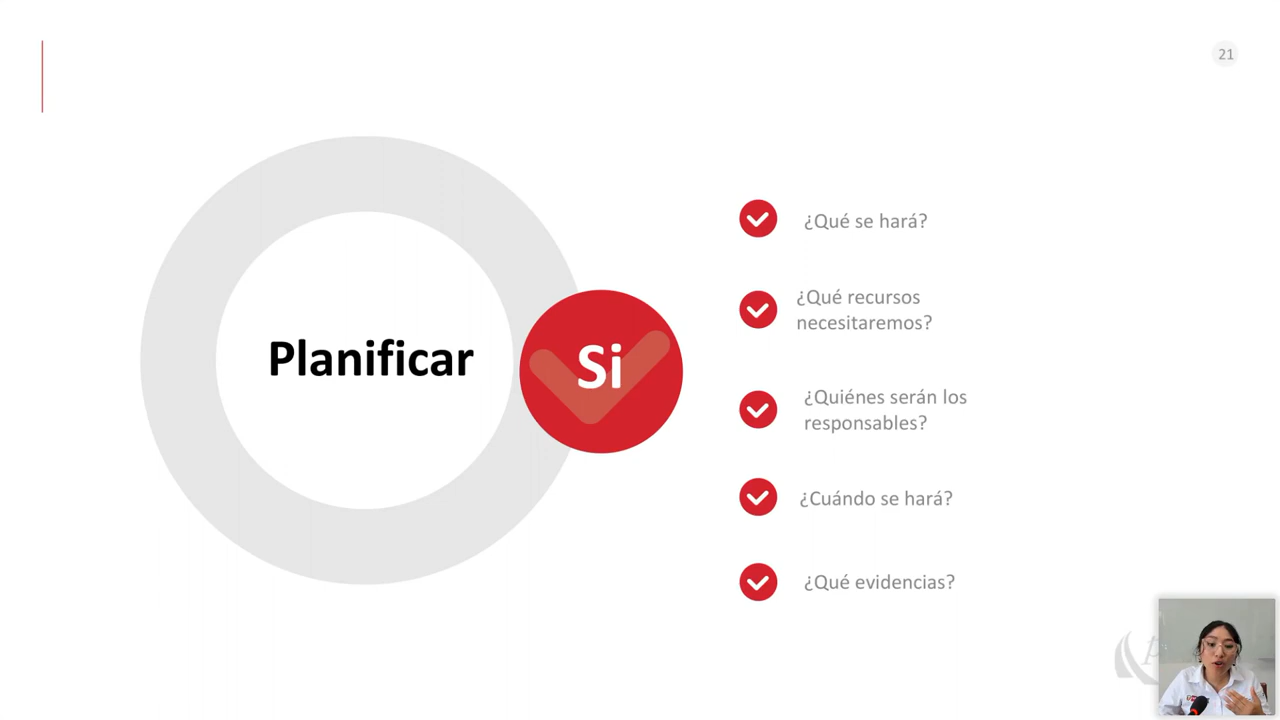 21
Planificar
Si
¿Qué se hará?
¿Qué recursos
necesitaremos?
¿Quiénes serán los
responsables?
¿Cuándo se hará?
¿Qué evidencias?